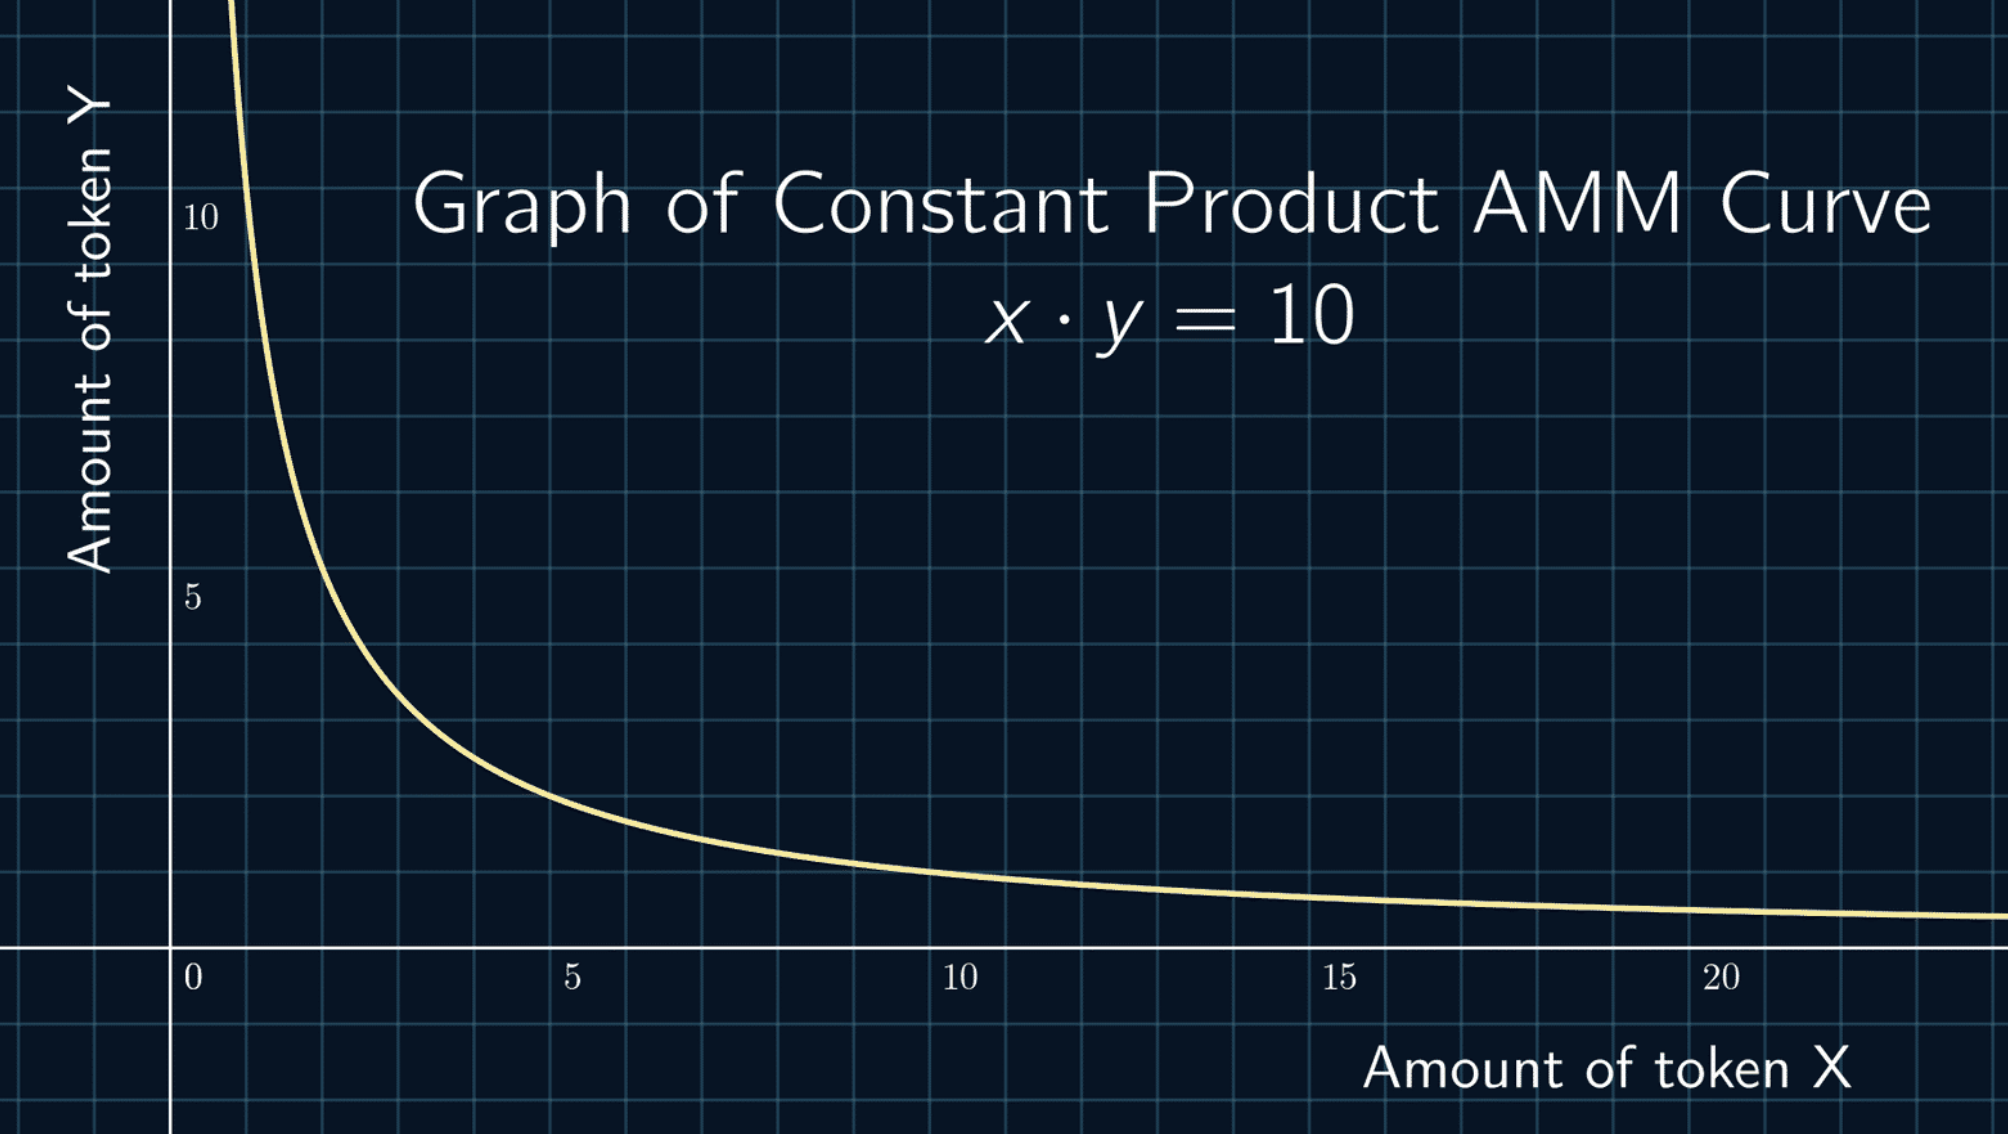 Graph of Constant Product AMM Curve
x · y = 10
Amount of token Y
10
5
0
5
10
15
20
Amount of token X